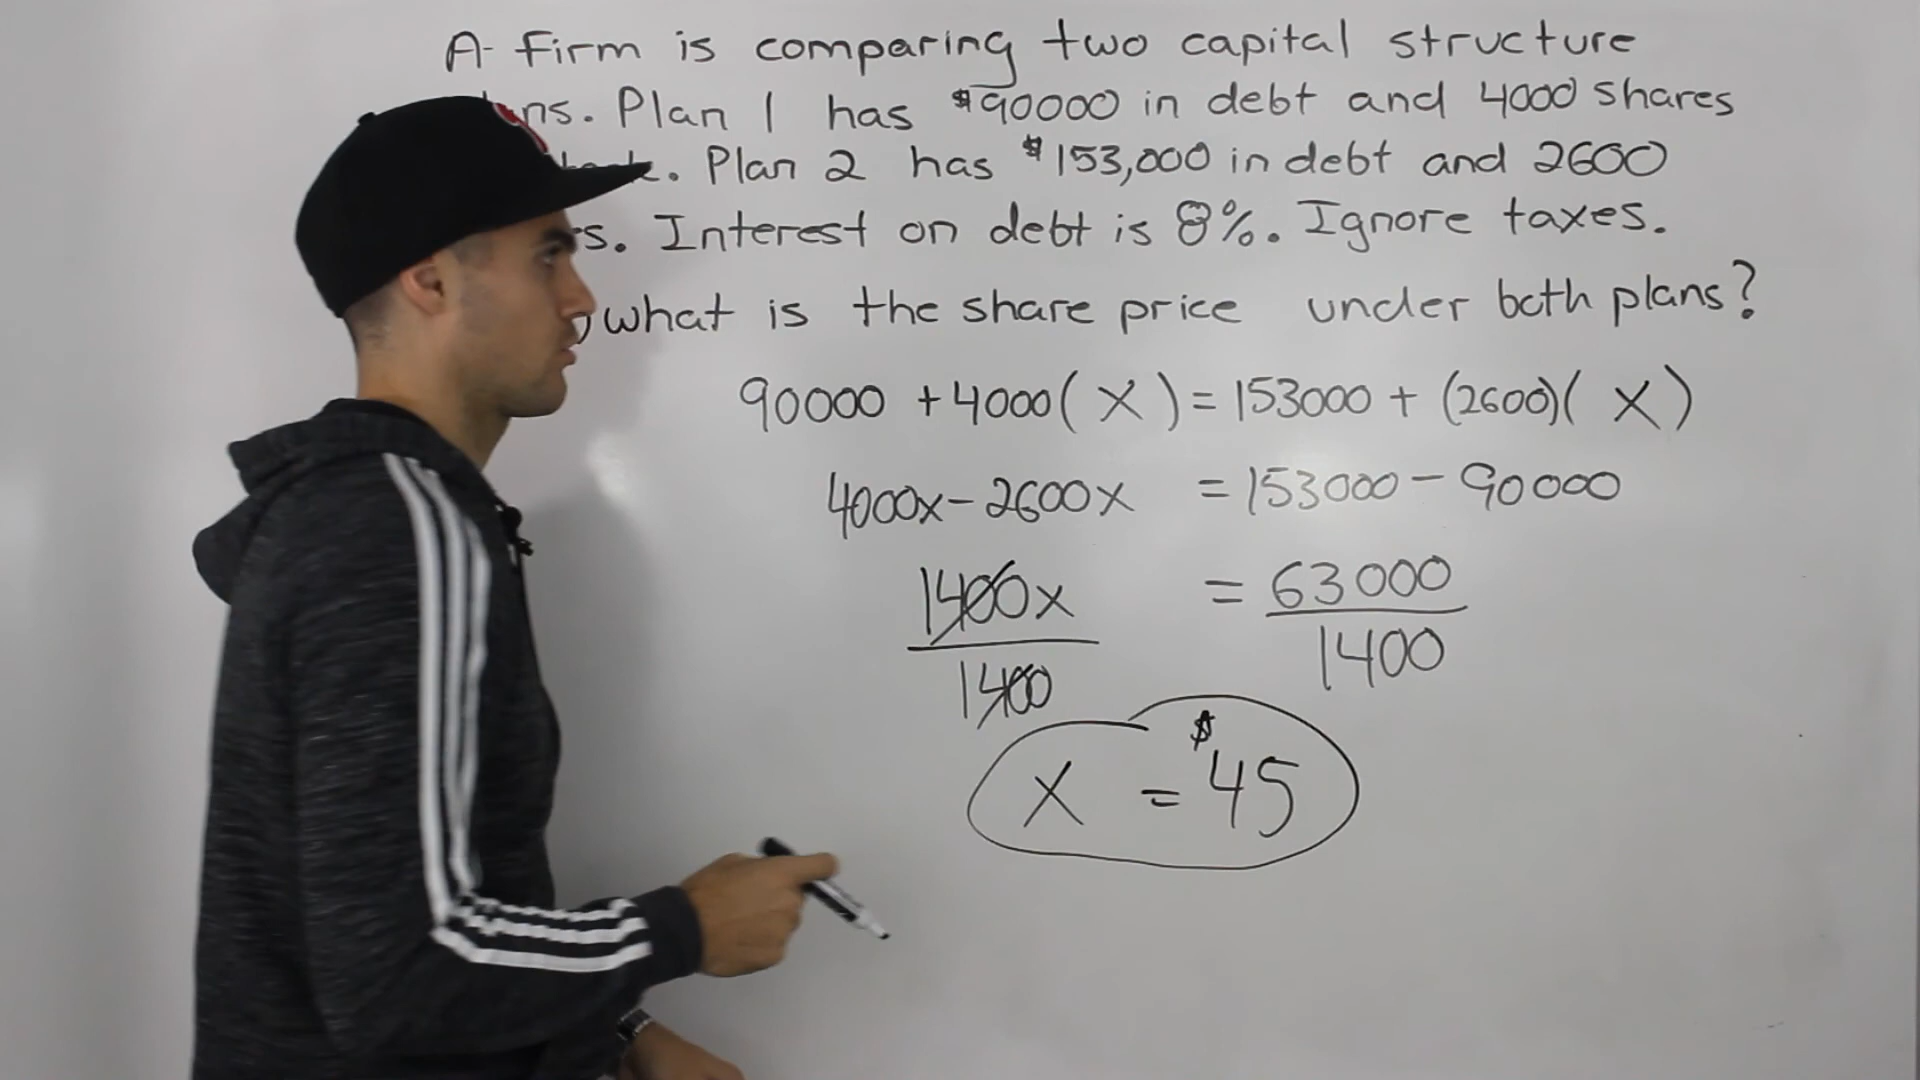 A firm is comparing two capital structure
ns. Plan 1 has $90000 in debt and 4000 shares
. Plan 2 has $153,000 in debt and 2600
s. Interest on debt is 8%. Ignore taxes.
what is the share price under both plans?
90000 + 4000( X ) = 153000 + (2600)( X )
4000x - 2600x = 153000 - 90000
1400x = 63000
1400 1400
x = $45